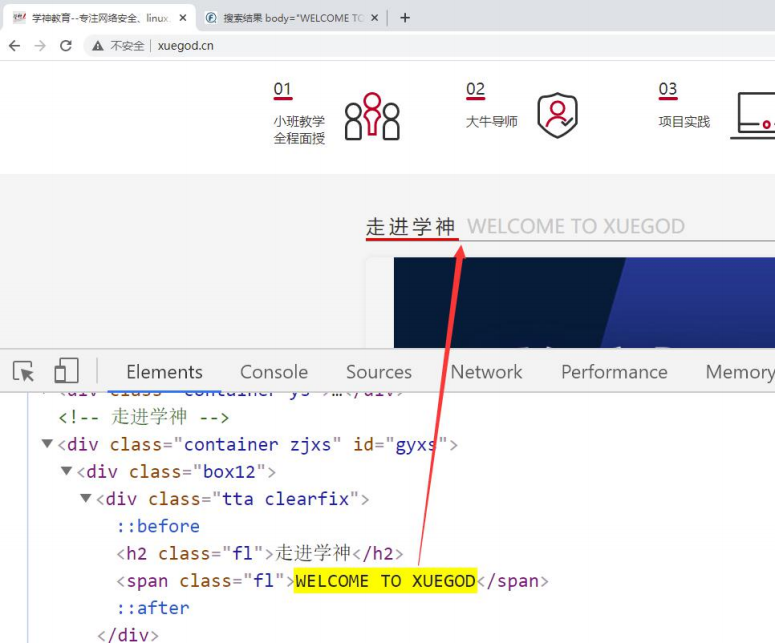 学神教育--专注网络安全、linux
搜索结果 body="WELCOME TO
不安全 | xuegod.cn
01
小班教学
全程面授
02
大牛导师
03
项目实践
走进学神 WELCOME TO XUEGOD
Elements Console Sources Network Performance Memory
<div class="container ys">…</div>
<!-- 走进学神 -->
<div class="container zjxs" id="gyxs">
<div class="box12">
<div class="tta clearfix">
::before
<h2 class="fl">走进学神</h2>
<span class="fl">WELCOME TO XUEGOD</span>
::after
</div>